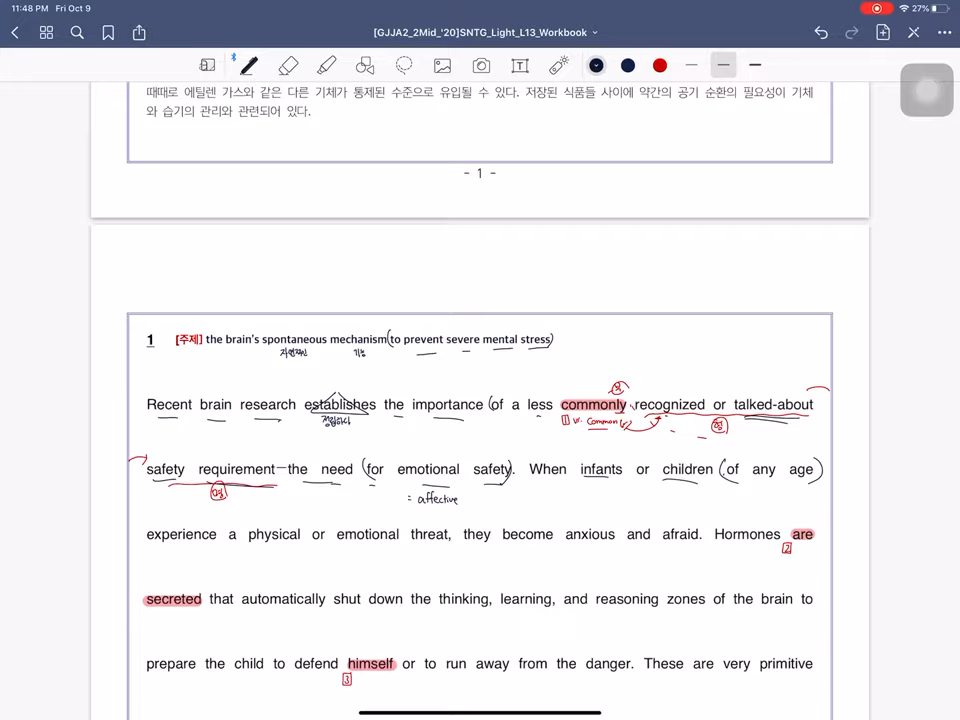 11:48 PM Fri Oct 9
27%
[GJJA2_2Mid_'20]SNTG_Light_L13_Workbook
때때로 에틸렌 가스와 같은 다른 기체가 통제된 수준으로 유입될 수 있다. 저장된 식품들 사이에 약간의 공기 순환의 필요성이 기체
와 습기의 관리와 관련되어 있다.
- 1 -
1 [주제] the brain's spontaneous mechanism(to prevent severe mental stress)
자연적인 기능
Recent brain research establishes the importance (of a less commonly recognized or talked-about
정립하다 1 vs. common
safety requirement—the need (for emotional safety). When infants or children (of any age)
= affective
experience a physical or emotional threat, they become anxious and afraid. Hormones are
2
secreted that automatically shut down the thinking, learning, and reasoning zones of the brain to
prepare the child to defend himself or to run away from the danger. These are very primitive
3